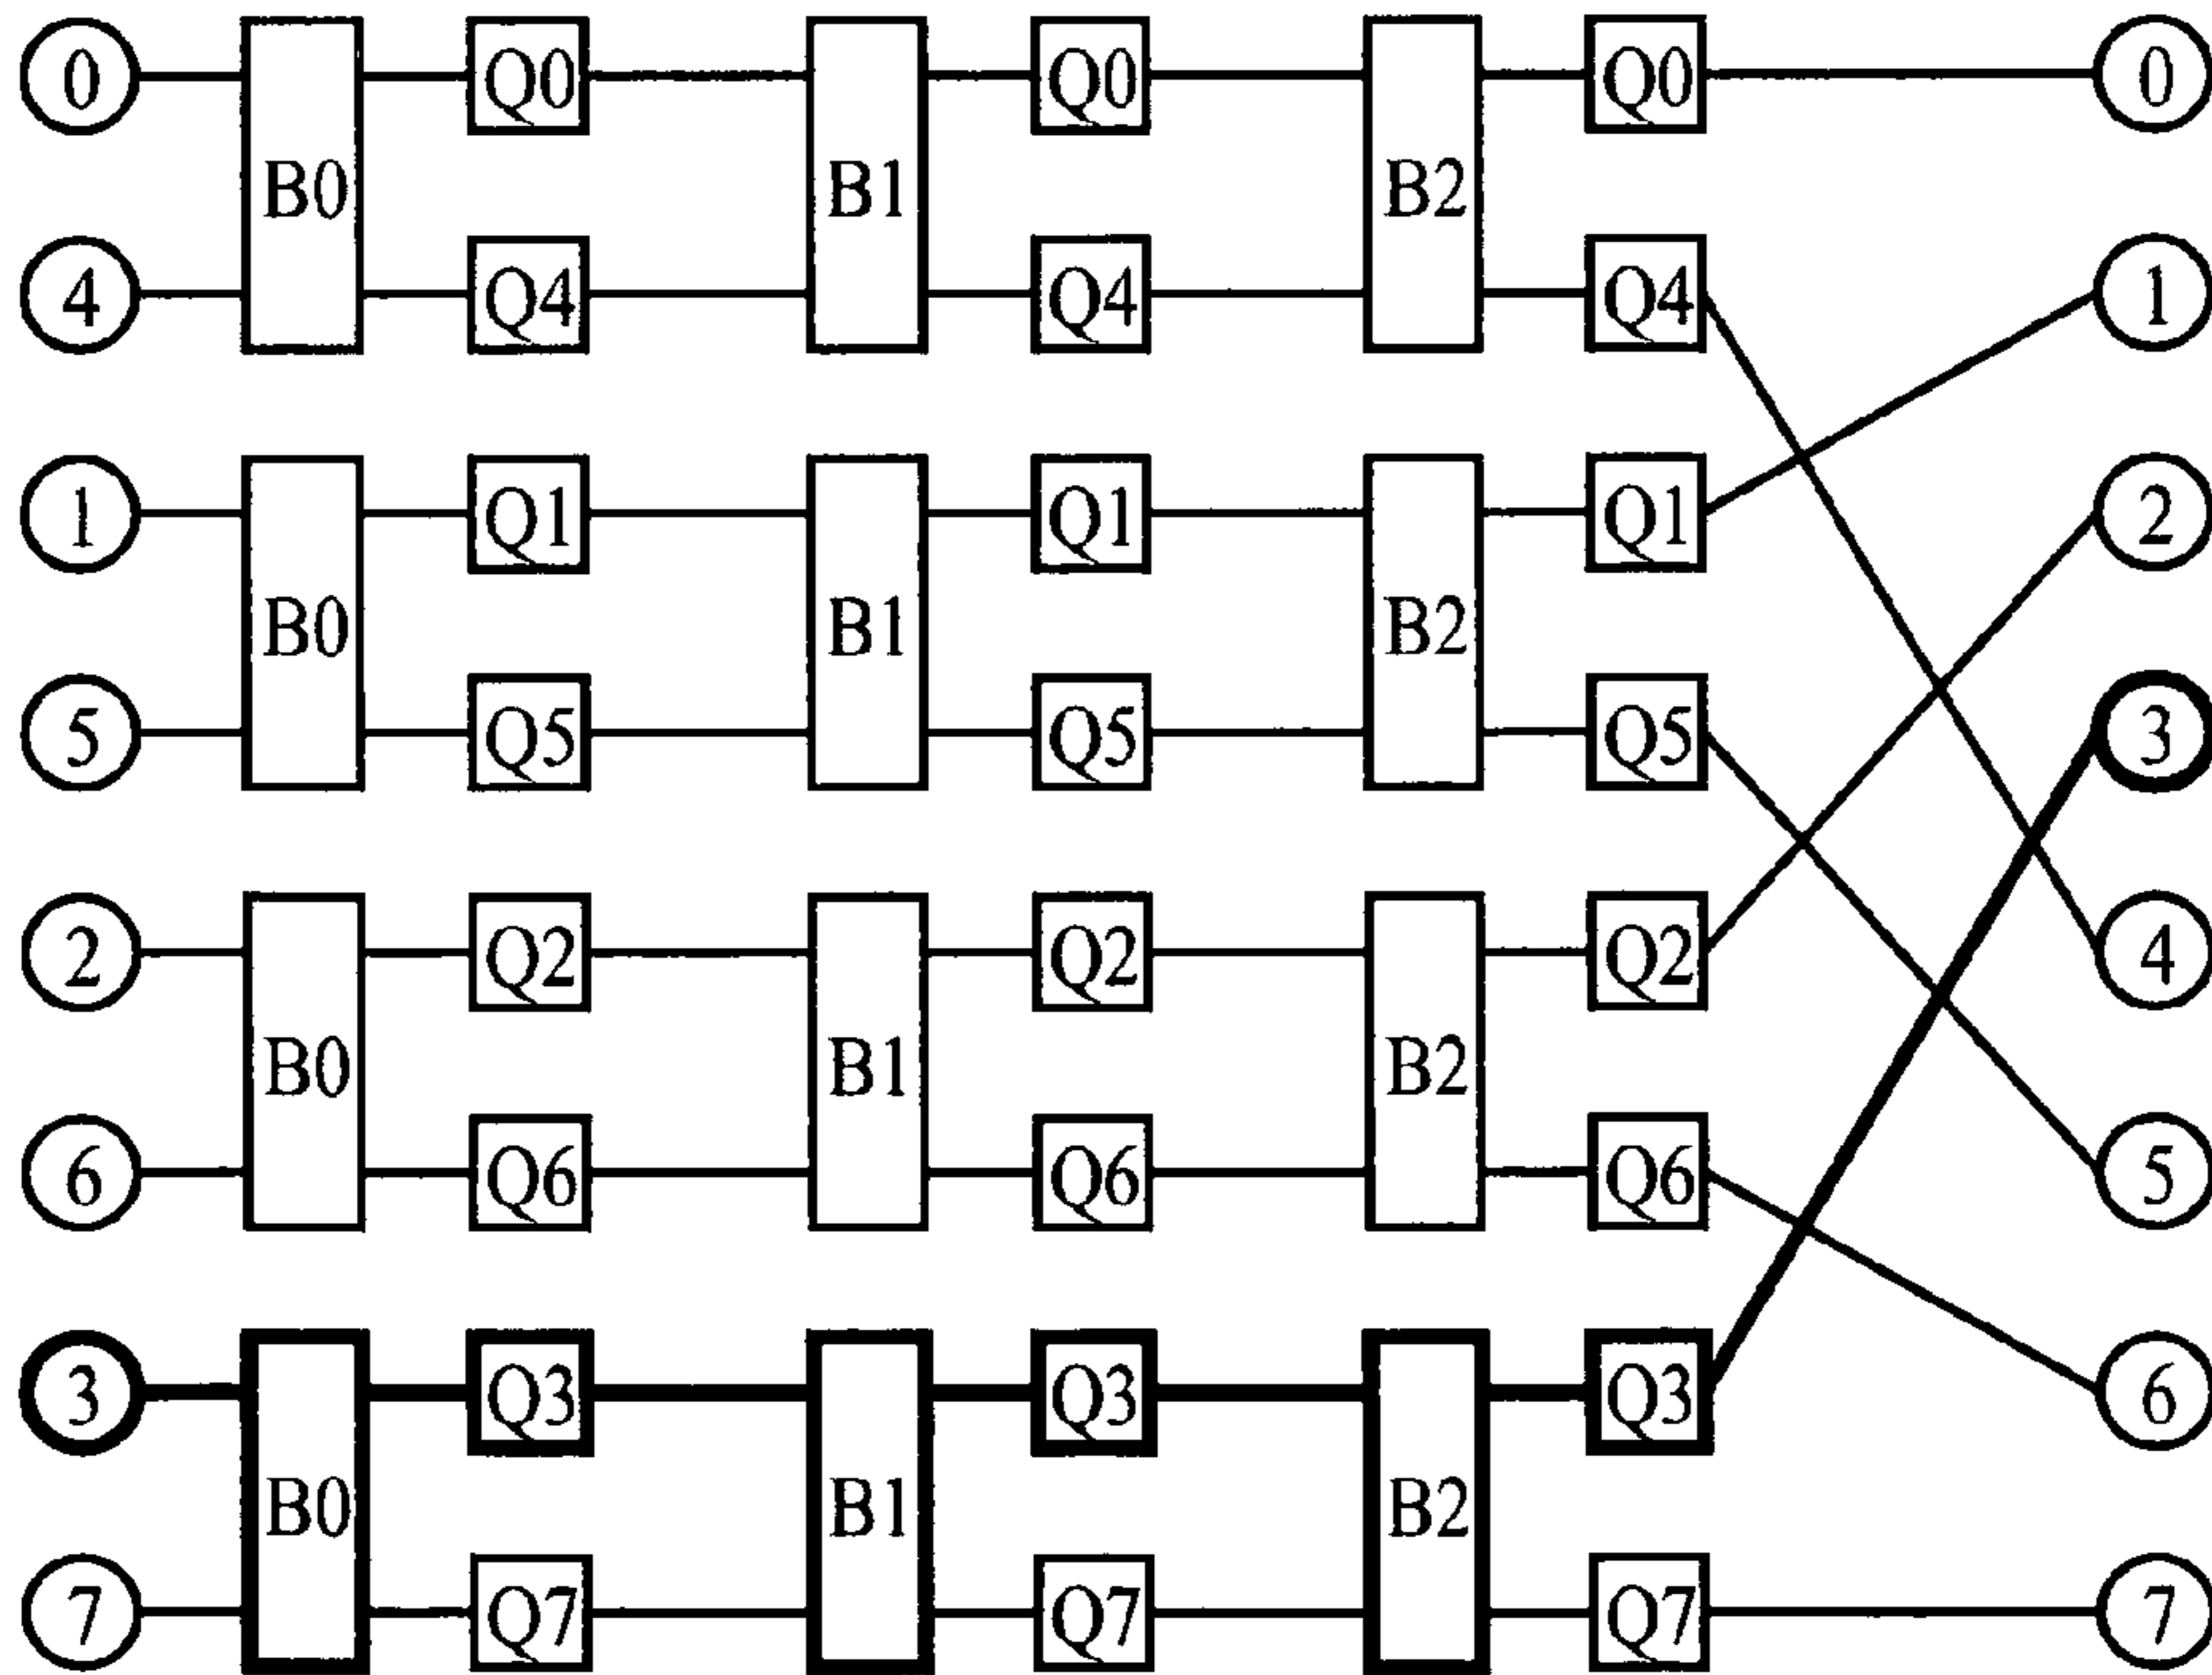 0 Q0 Q0 Q0 0
B0 B1 B2
4 Q4 Q4 Q4 1
1 Q1 Q1 Q1 2
B0 B1 B2
5 Q5 Q5 Q5 3
2 Q2 Q2 Q2 4
B0 B1 B2
6 Q6 Q6 Q6 5
3 Q3 Q3 Q3 6
B0 B1 B2
7 Q7 Q7 Q7 7